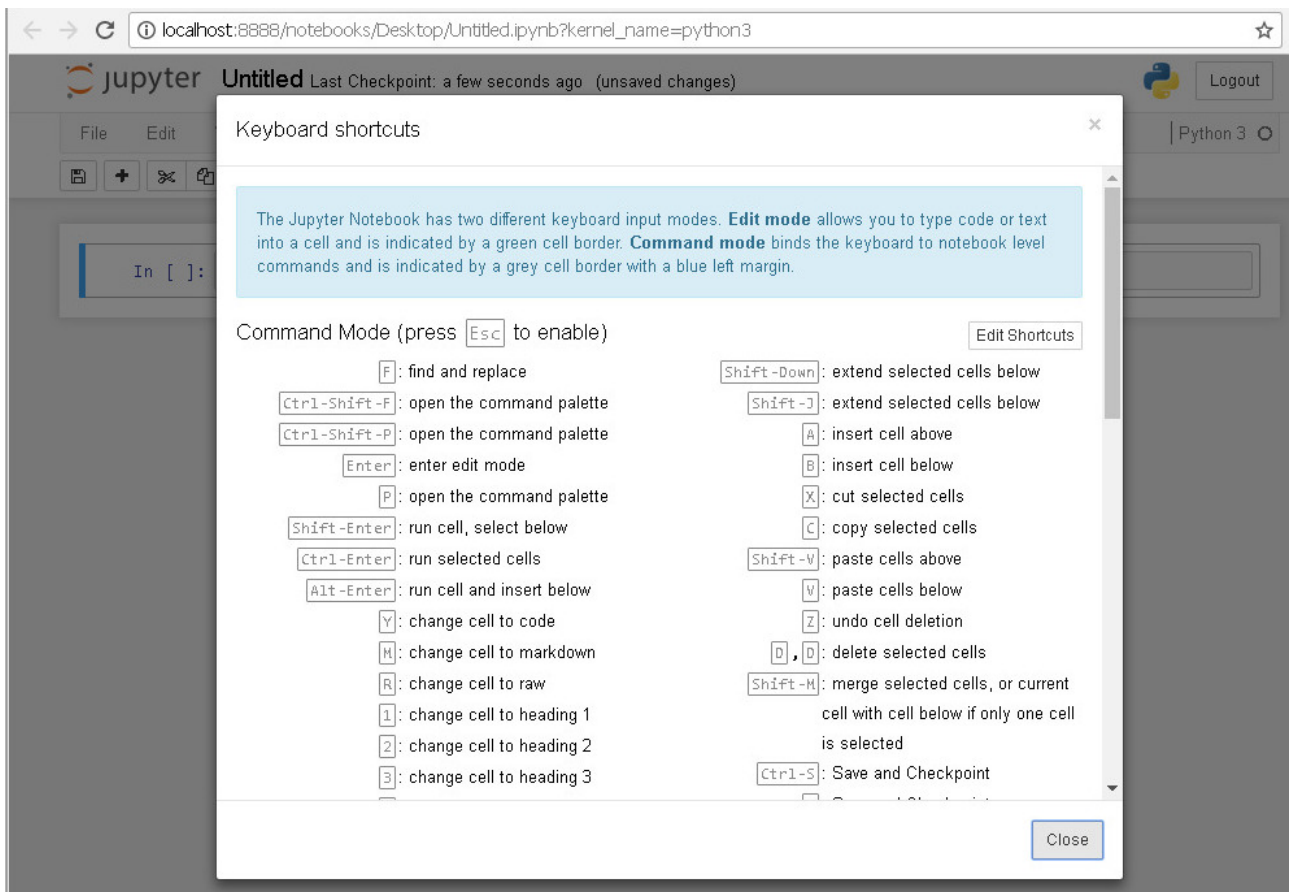 localhost:8888/notebooks/Desktop/Untitled.ipynb?kernel_name=python3
jupyter Untitled Last Checkpoint: a few seconds ago (unsaved changes)
Logout
File Edit
Python 3
Keyboard shortcuts
×
The Jupyter Notebook has two different keyboard input modes. Edit mode allows you to type code or text
into a cell and is indicated by a green cell border. Command mode binds the keyboard to notebook level
commands and is indicated by a grey cell border with a blue left margin.
In [ ]:
Command Mode (press Esc to enable)
Edit Shortcuts
F: find and replace
Ctrl-Shift-F: open the command palette
Ctrl-Shift-P: open the command palette
Enter: enter edit mode
P: open the command palette
Shift-Enter: run cell, select below
Ctrl-Enter: run selected cells
Alt-Enter: run cell and insert below
Y: change cell to code
M: change cell to markdown
R: change cell to raw
1: change cell to heading 1
2: change cell to heading 2
3: change cell to heading 3
Shift-Down: extend selected cells below
Shift-J: extend selected cells below
A: insert cell above
B: insert cell below
X: cut selected cells
C: copy selected cells
Shift-V: paste cells above
V: paste cells below
Z: undo cell deletion
D,D: delete selected cells
Shift-M: merge selected cells, or current
cell with cell below if only one cell
is selected
Ctrl-S: Save and Checkpoint
Close